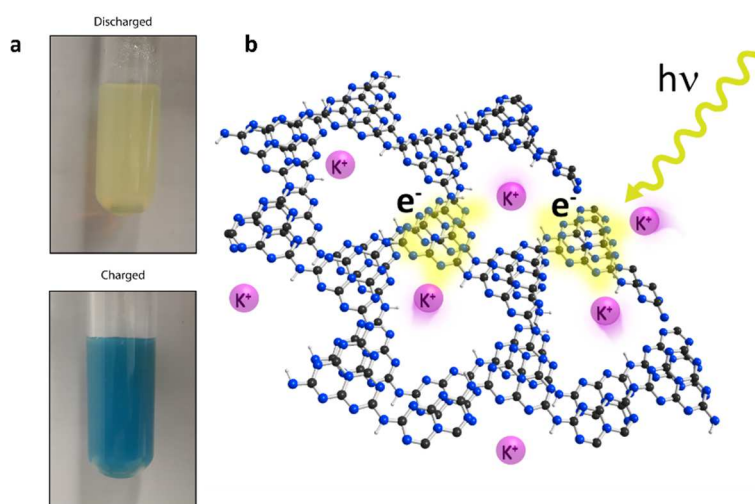 a
Discharged
Charged
b
hν
e⁻
e⁻
K⁺
K⁺
K⁺
K⁺
K⁺
K⁺
K⁺